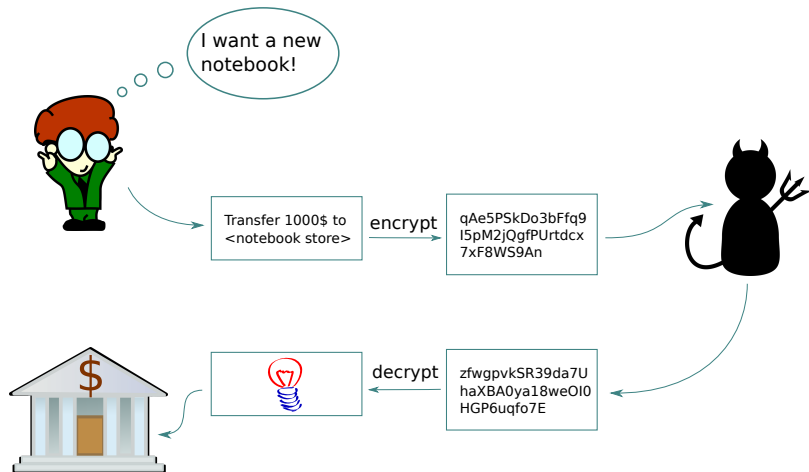 I want a new
notebook!
Transfer 1000$ to
<notebook store>
encrypt
qAe5PSkDo3bFfq9
I5pM2jQgfPUrtdcx
7xF8WS9An
$
decrypt
zfwgpvkSR39da7U
haXBA0ya18weOI0
HGP6uqfo7E